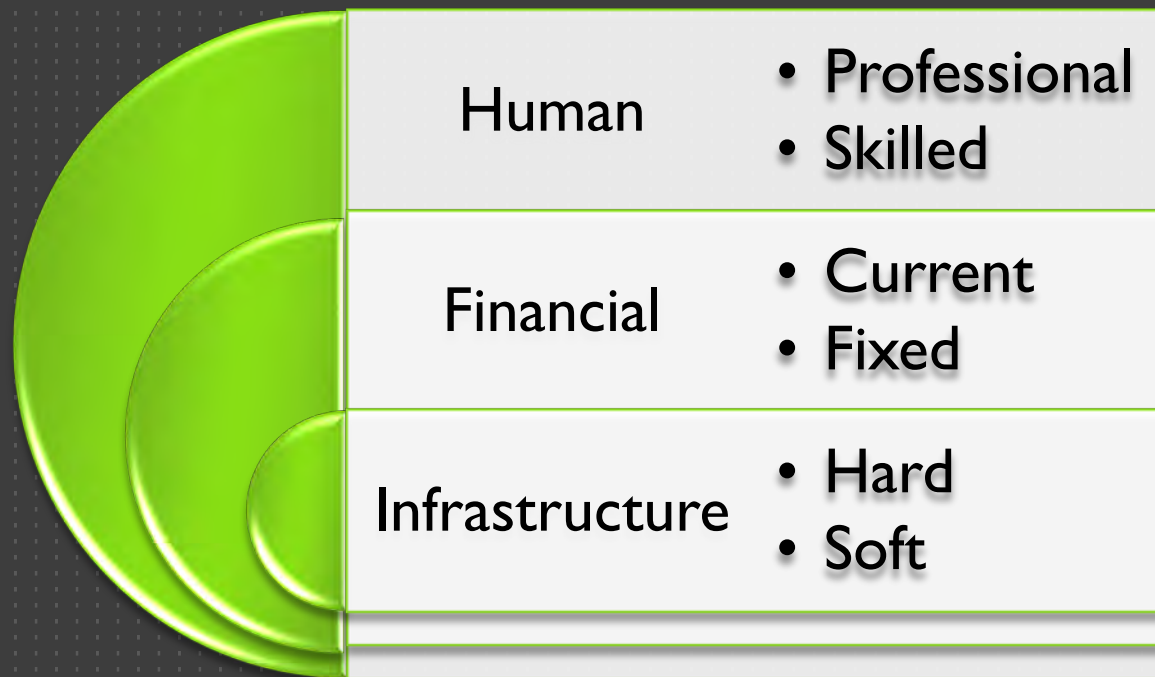 Human
• Professional
• Skilled
Financial
• Current
• Fixed
Infrastructure
• Hard
• Soft